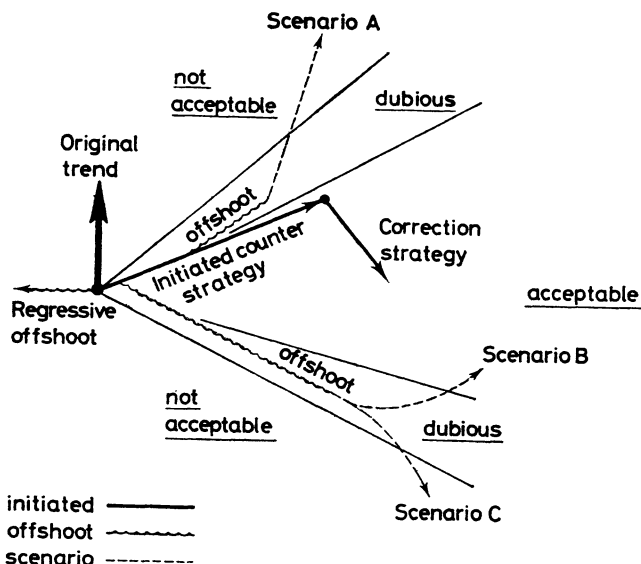 Scenario A
not
acceptable
dubious
Original
trend
offshoot
Initiated counter
strategy
Correction
strategy
acceptable
Regressive
offshoot
offshoot
Scenario B
not
acceptable
dubious
Scenario C
initiated
offshoot
scenario